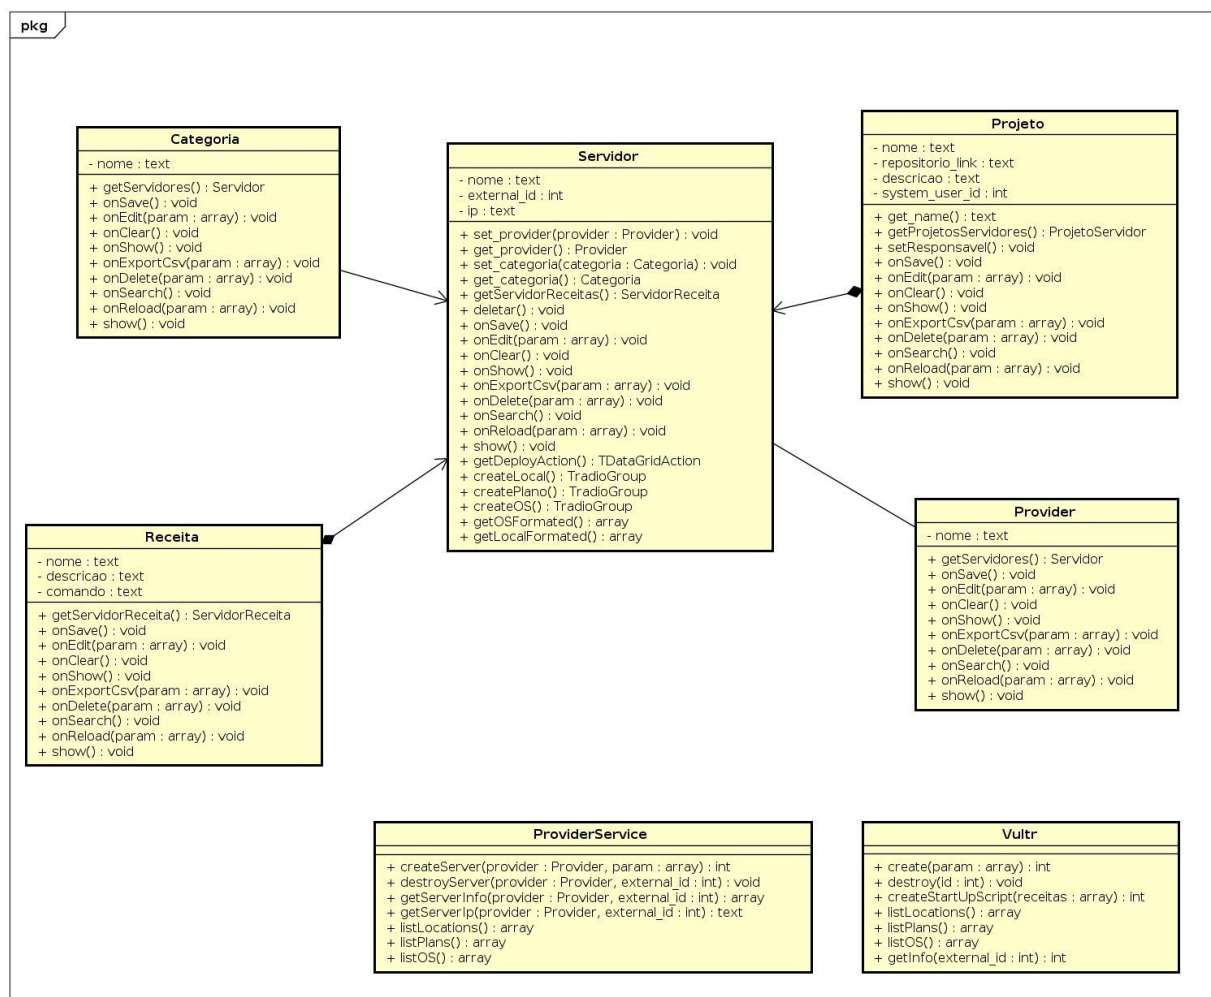 pkg
Categoria
- nome : text
+ getServidores() : Servidor
+ onSave() : void
+ onEdit(param : array) : void
+ onClear() : void
+ onShow() : void
+ onExportCsv(param : array) : void
+ onDelete(param : array) : void
+ onSearch() : void
+ onReload(param : array) : void
+ show() : void
Servidor
- nome : text
- external_id : int
- ip : text
+ set_provider(provider : Provider) : void
+ get_provider() : Provider
+ set_categoria(categoria : Categoria) : void
+ get_categoria() : Categoria
+ getServidorReceitas() : ServidorReceita
+ deletar() : void
+ onSave() : void
+ onEdit(param : array) : void
+ onClear() : void
+ onShow() : void
+ onExportCsv(param : array) : void
+ onDelete(param : array) : void
+ onSearch() : void
+ onReload(param : array) : void
+ show() : void
+ getDeployAction() : TDataGridAction
+ createLocal() : TradioGroup
+ createPlano() : TradioGroup
+ createOS() : TradioGroup
+ getOSFormated() : array
+ getLocalFormated() : array
Projeto
- nome : text
- repositorio_link : text
- descricao : text
- system_user_id : int
+ get_name() : text
+ getProjetosServidores() : ProjetoServidor
+ setResponsavel() : void
+ onSave() : void
+ onEdit(param : array) : void
+ onClear() : void
+ onShow() : void
+ onExportCsv(param : array) : void
+ onDelete(param : array) : void
+ onSearch() : void
+ onReload(param : array) : void
+ show() : void
Receita
- nome : text
- descricao : text
- comando : text
+ getServidorReceita() : ServidorReceita
+ onSave() : void
+ onEdit(param : array) : void
+ onClear() : void
+ onShow() : void
+ onExportCsv(param : array) : void
+ onDelete(param : array) : void
+ onSearch() : void
+ onReload(param : array) : void
+ show() : void
Provider
- nome : text
+ getServidores() : Servidor
+ onSave() : void
+ onEdit(param : array) : void
+ onClear() : void
+ onShow() : void
+ onExportCsv(param : array) : void
+ onDelete(param : array) : void
+ onSearch() : void
+ onReload(param : array) : void
+ show() : void
ProviderService
+ createServer(provider : Provider, param : array) : int
+ destroyServer(provider : Provider, external_id : int) : void
+ getServerInfo(provider : Provider, external_id : int) : array
+ getServerIp(provider : Provider, external_id : int) : text
+ listLocations() : array
+ listPlans() : array
+ listOS() : array
Vultr
+ create(param : array) : int
+ destroy(id : int) : void
+ createStartUpScript(receitas : array) : int
+ listLocations() : array
+ listPlans() : array
+ listOS() : array
+ getInfo(external_id : int) : int